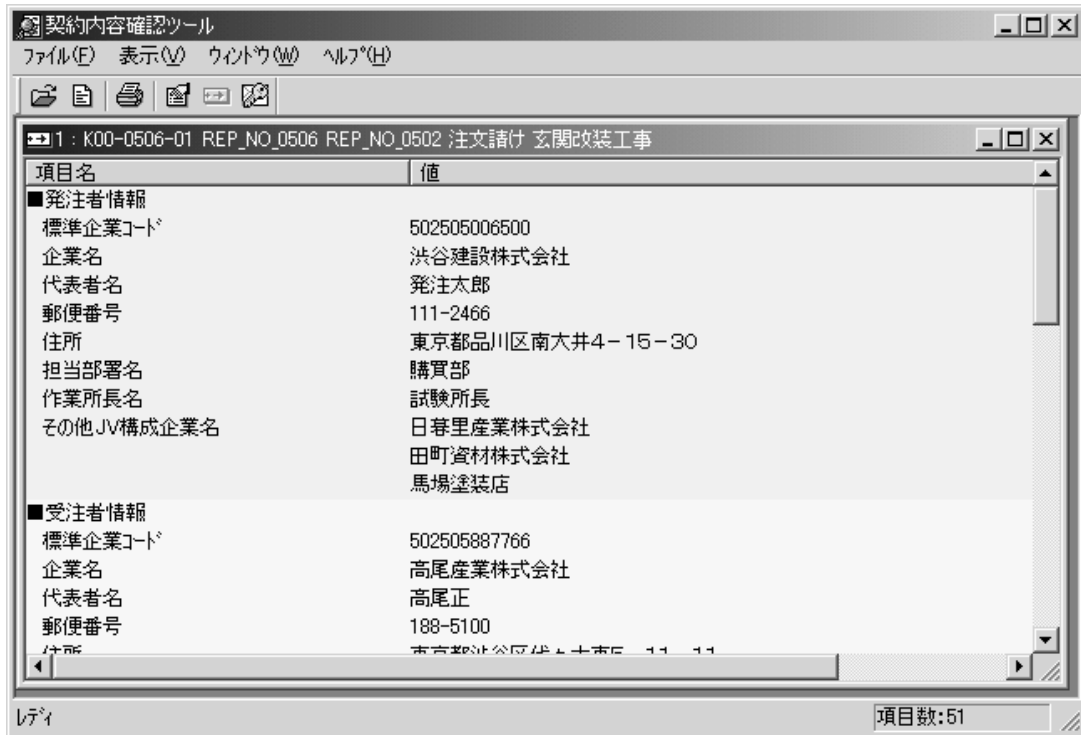 契約内容確認ツール
ファイル(F) 表示(V) ウィンドウ(W) ヘルプ(H)
1 : K00-0506-01 REP_NO_0506 REP_NO_0502 注文請け 玄関改装工事
項目名 値
■発注者情報
標準企業コード 502505006500
企業名 渋谷建設株式会社
代表者名 発注太郎
郵便番号 111-2466
住所 東京都品川区南大井4-15-30
担当部署名 購買部
作業所長名 試験所長
その他JV構成企業名 日暮里産業株式会社
田町資材株式会社
馬場塗装店
■受注者情報
標準企業コード 502505887766
企業名 高尾産業株式会社
代表者名 高尾正
郵便番号 188-5100
住所
レディ 項目数:51